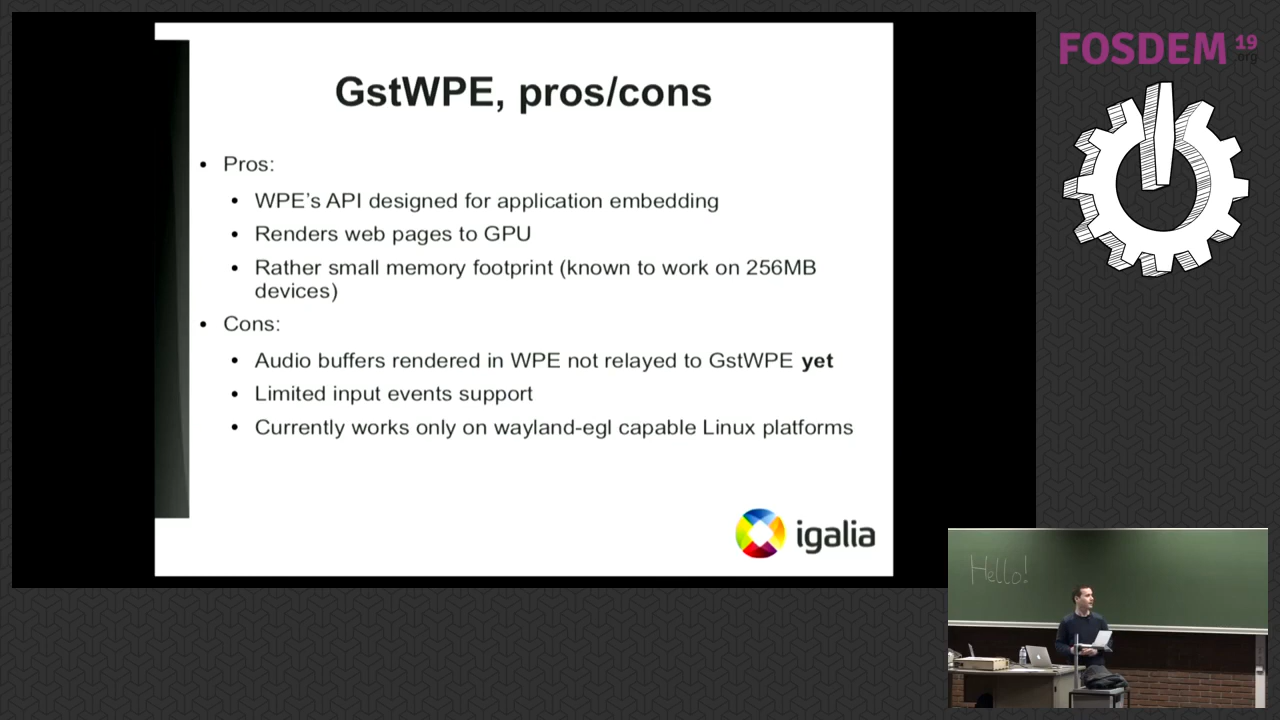 GstWPE, pros/cons
• Pros:
• WPE's API designed for application embedding
• Renders web pages to GPU
• Rather small memory footprint (known to work on 256MB
devices)
• Cons:
• Audio buffers rendered in WPE not relayed to GstWPE yet
• Limited input events support
• Currently works only on wayland-egl capable Linux platforms
igalia
FOSDEM 19
.org
Hello!